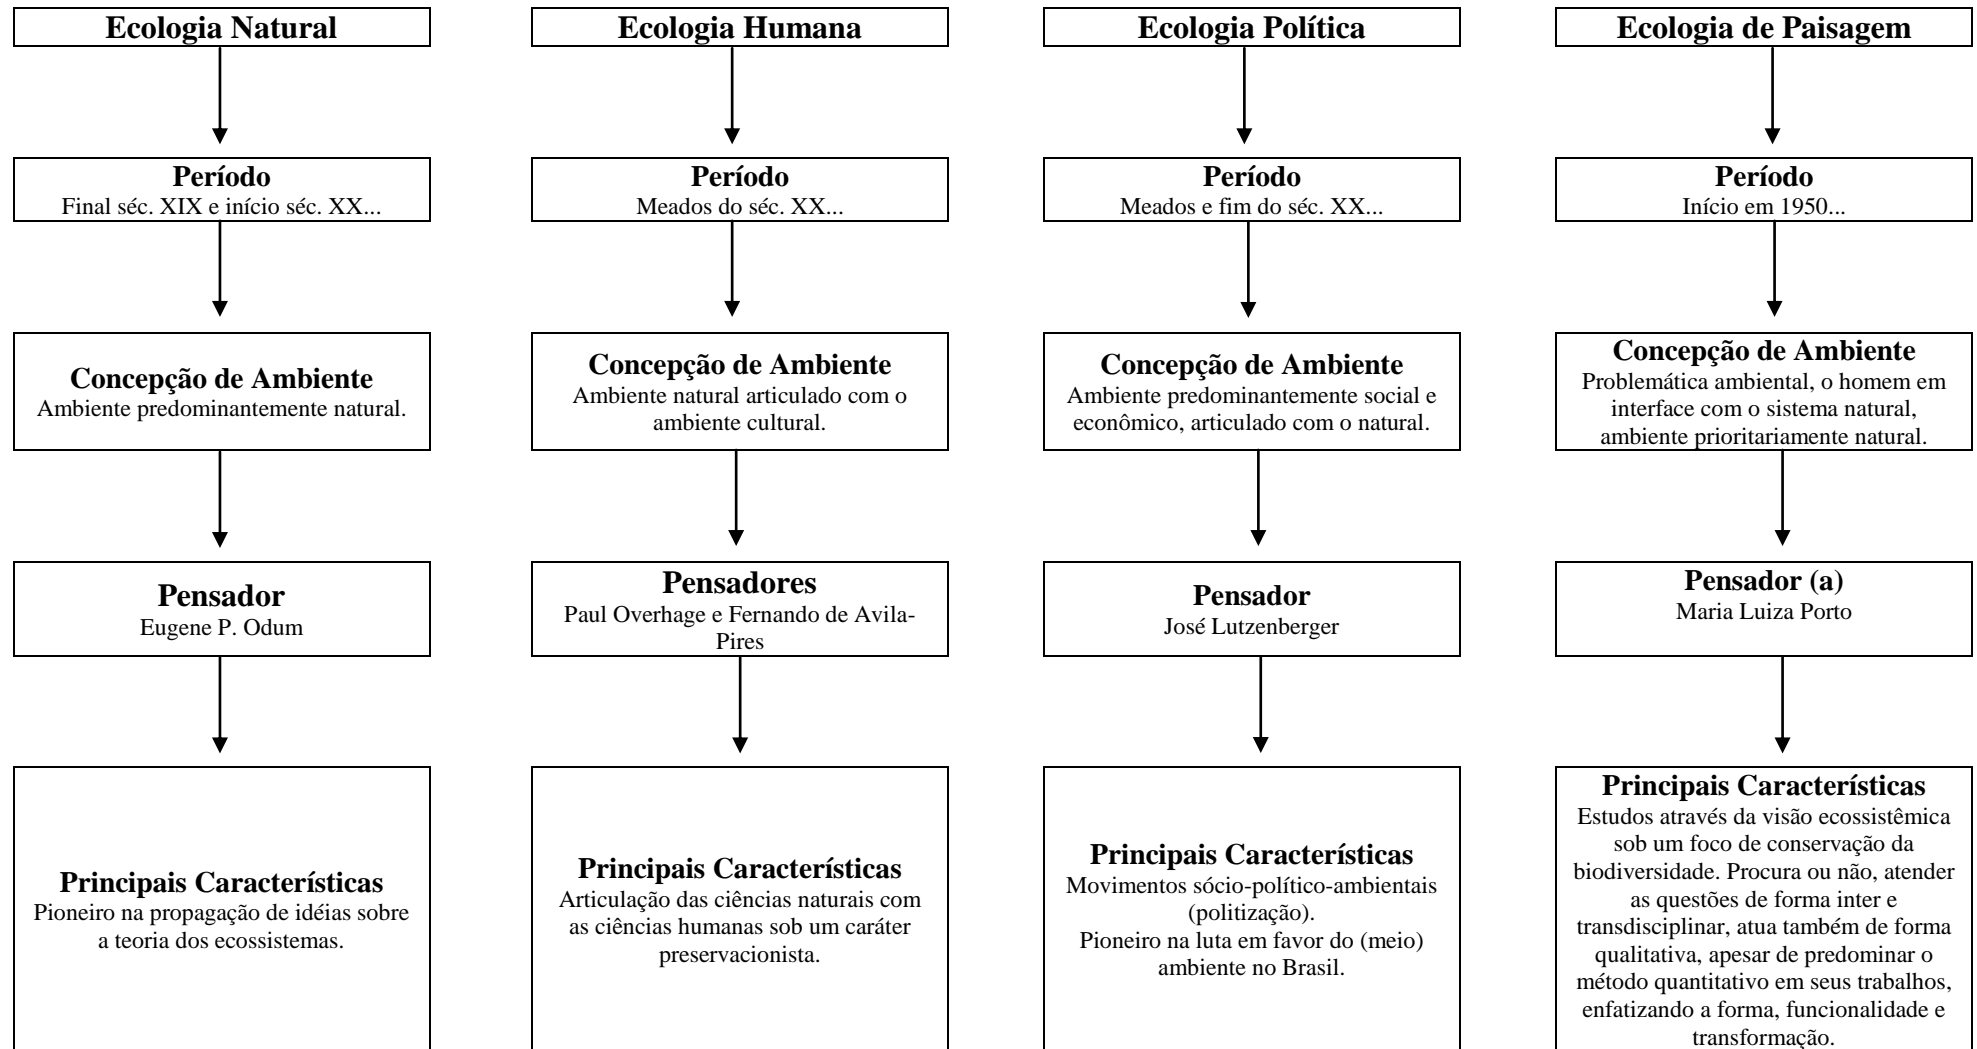 Ecologia Natural
Período
Final séc. XIX e início séc. XX...
Concepção de Ambiente
Ambiente predominantemente natural.
Pensador
Eugene P. Odum
Principais Características
Pioneiro na propagação de idéias sobre
a teoria dos ecossistemas.
Ecologia Humana
Período
Meados do séc. XX...
Concepção de Ambiente
Ambiente natural articulado com o
ambiente cultural.
Pensadores
Paul Overhage e Fernando de Avila-
Pires
Principais Características
Articulação das ciências naturais com
as ciências humanas sob um caráter
preservacionista.
Ecologia Política
Período
Meados e fim do séc. XX...
Concepção de Ambiente
Ambiente predominantemente social e
econômico, articulado com o natural.
Pensador
José Lutzenberger
Principais Características
Movimentos sócio-político-ambientais
(politização).
Pioneiro na luta em favor do (meio)
ambiente no Brasil.
Ecologia de Paisagem
Período
Início em 1950...
Concepção de Ambiente
Problemática ambiental, o homem em
interface com o sistema natural,
ambiente prioritariamente natural.
Pensador (a)
Maria Luiza Porto
Principais Características
Estudos através da visão ecossistêmica
sob um foco de conservação da
biodiversidade. Procura ou não, atender
as questões de forma inter e
transdisciplinar, atua também de forma
qualitativa, apesar de predominar o
método quantitativo em seus trabalhos,
enfatizando a forma, funcionalidade e
transformação.